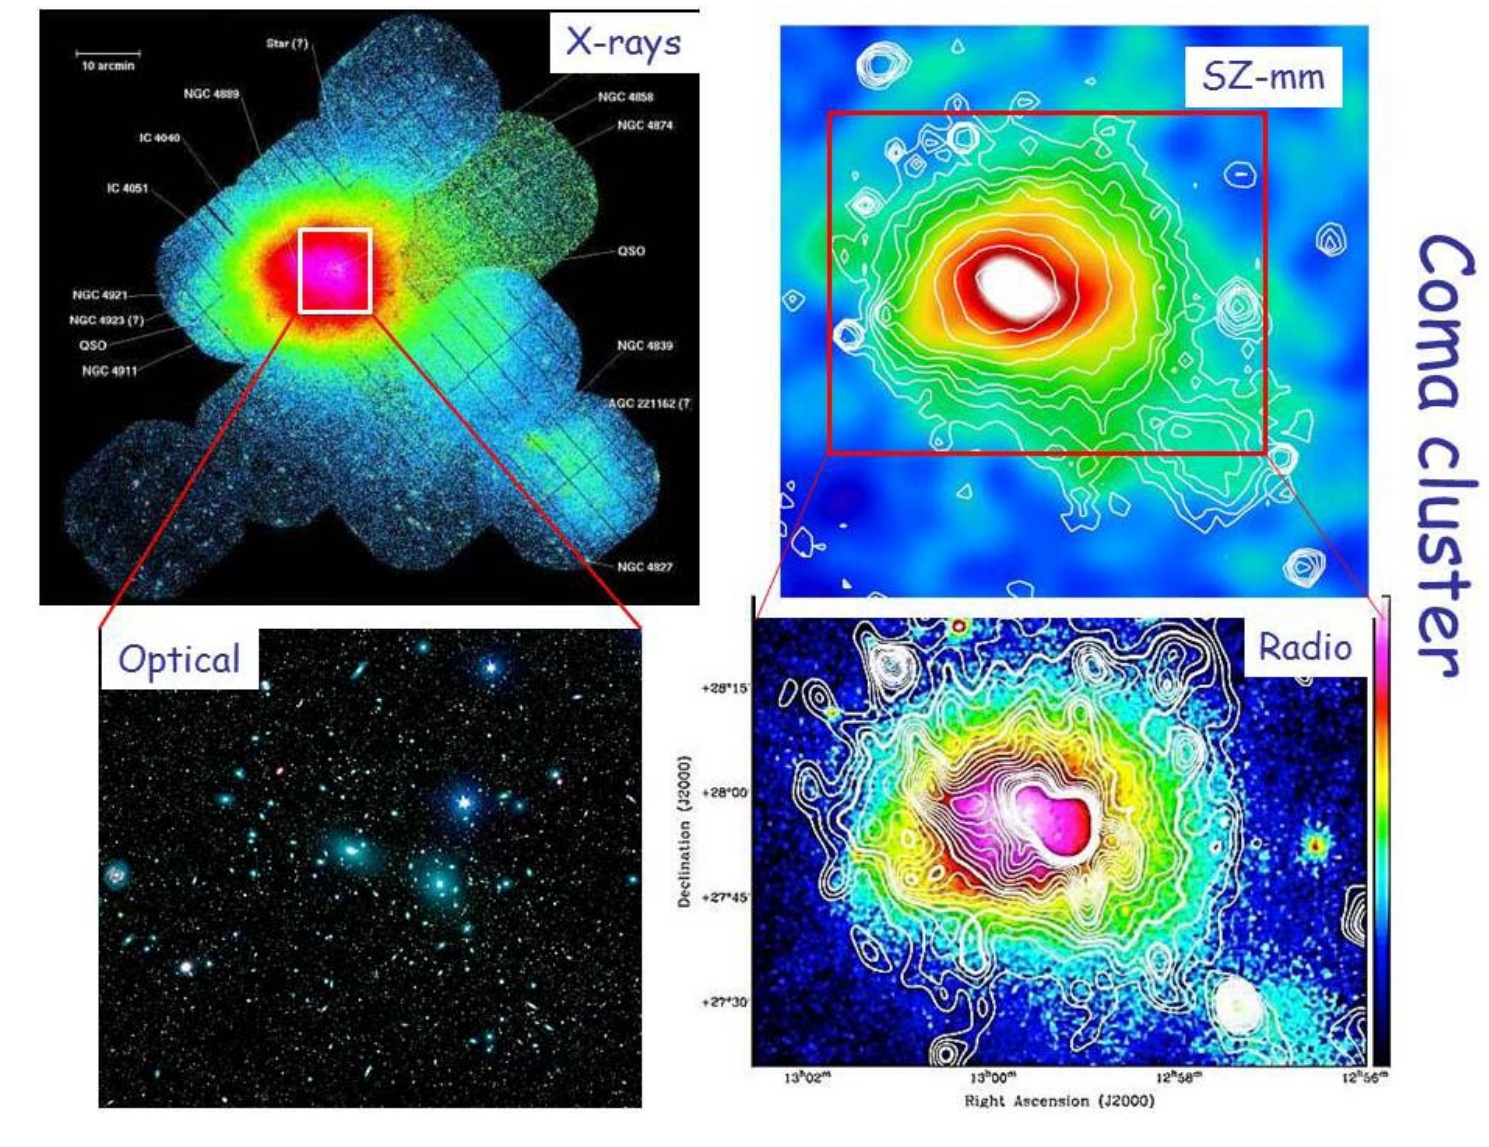 X-rays
10 arcmin
Star (?)
NGC 4889
IC 4040
IC 4051
NGC 4858
NGC 4874
QSO
NGC 4921
NGC 4923 (?)
QSO
NGC 4911
NGC 4839
AGC 221162 (?
NGC 4827
SZ-mm
Coma cluster
Optical
Radio
+28°15'
+28°00'
+27°45'
+27°30'
Declination (J2000)
13ʰ02ᵐ
13ʰ00ᵐ
12ʰ58ᵐ
12ʰ56ᵐ
Right Ascension (J2000)